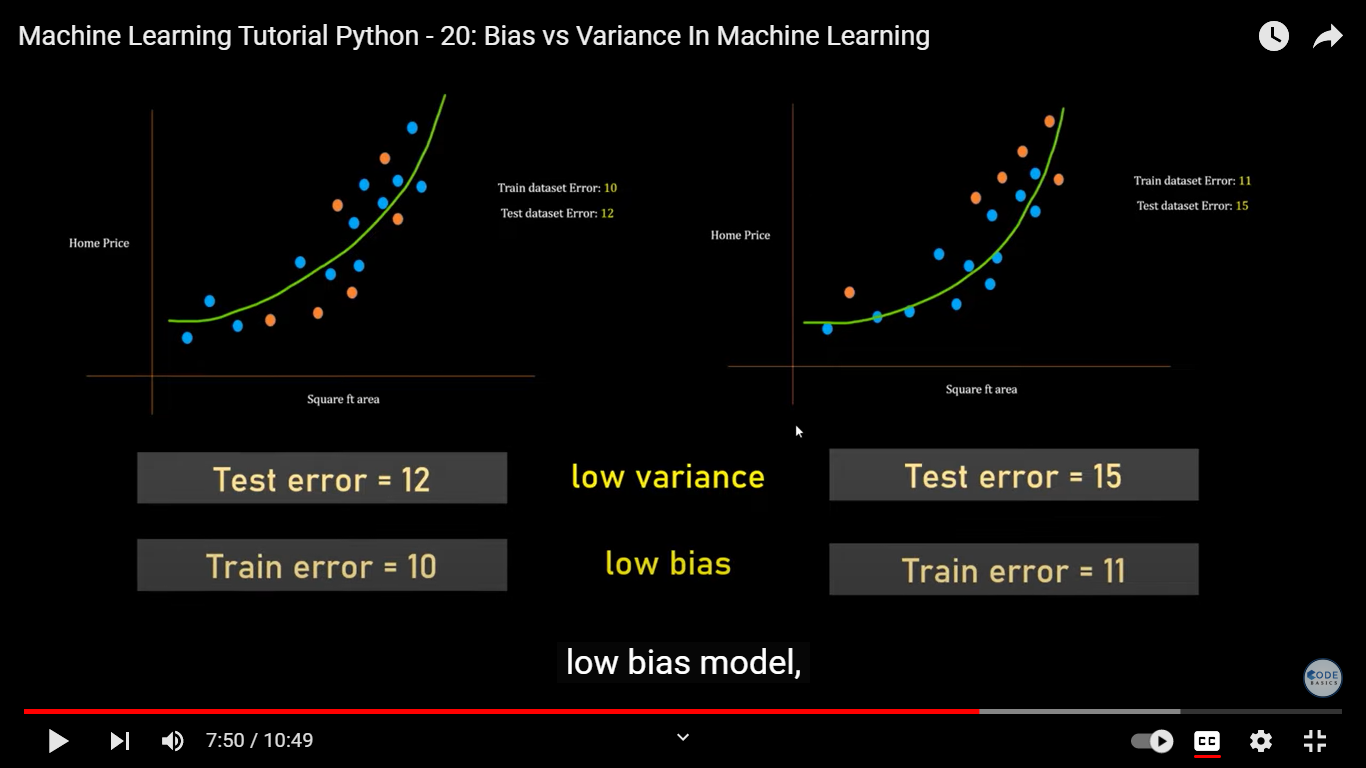 Machine Learning Tutorial Python - 20: Bias vs Variance In Machine Learning
Train dataset Error: 10
Test dataset Error: 12
Home Price
Square ft area
Train dataset Error: 11
Test dataset Error: 15
Home Price
Square ft area
Test error = 12
low variance
Test error = 15
Train error = 10
low bias
Train error = 11
low bias model,
CODE
BASICS
7:50 / 10:49
CC